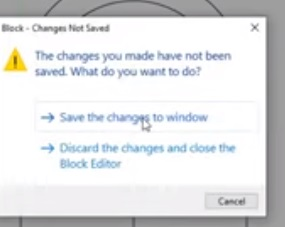 Block - Changes Not Saved
The changes you made have not been
saved. What do you want to do?
Save the changes to window
Discard the changes and close the
Block Editor
Cancel